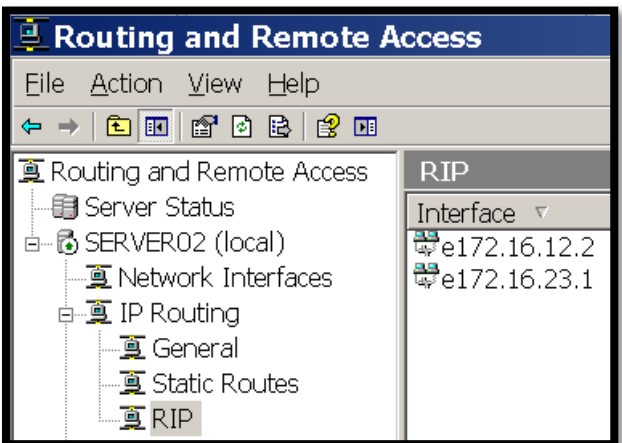 Routing and Remote Access
File Action View Help
Routing and Remote Access
Server Status
SERVER02 (local)
Network Interfaces
IP Routing
General
Static Routes
RIP
RIP
Interface
e172.16.12.2
e172.16.23.1